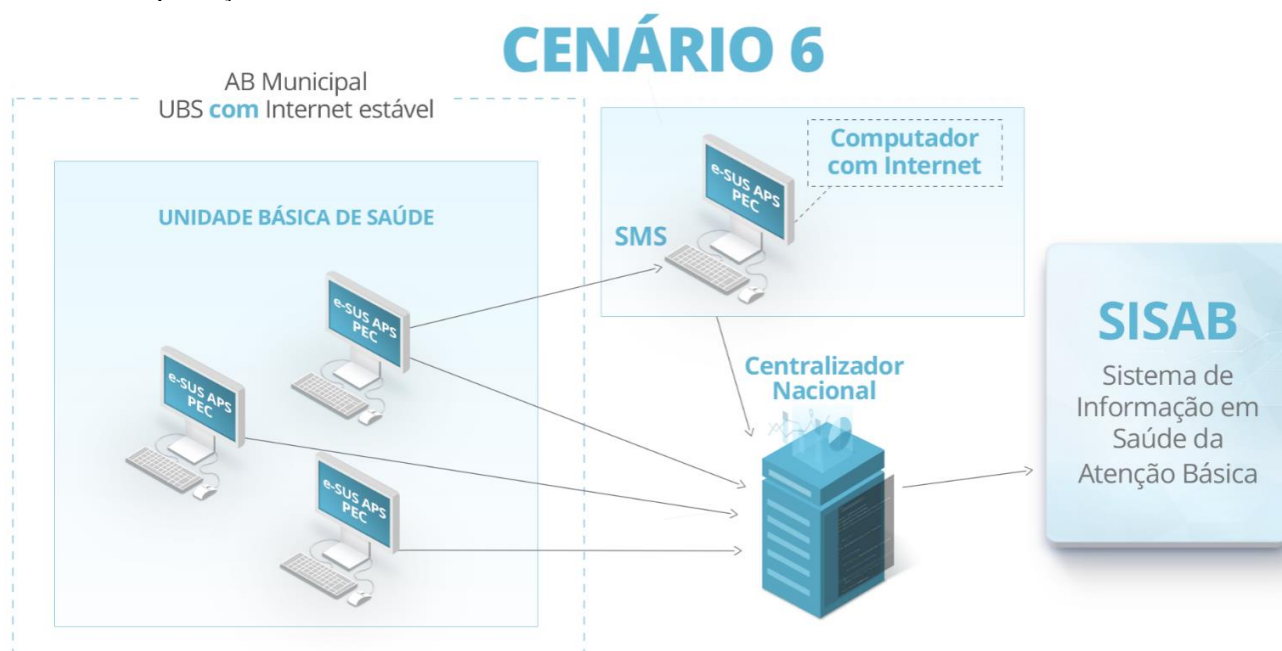 CENÁRIO 6
AB Municipal
UBS com Internet estável
UNIDADE BÁSICA DE SAÚDE
e-SUS APS
PEC
e-SUS APS
PEC
e-SUS APS
PEC
SMS
e-SUS APS
PEC
Computador
com Internet
Centralizador
Nacional
SISAB
Sistema de
Informação em
Saúde da
Atenção Básica